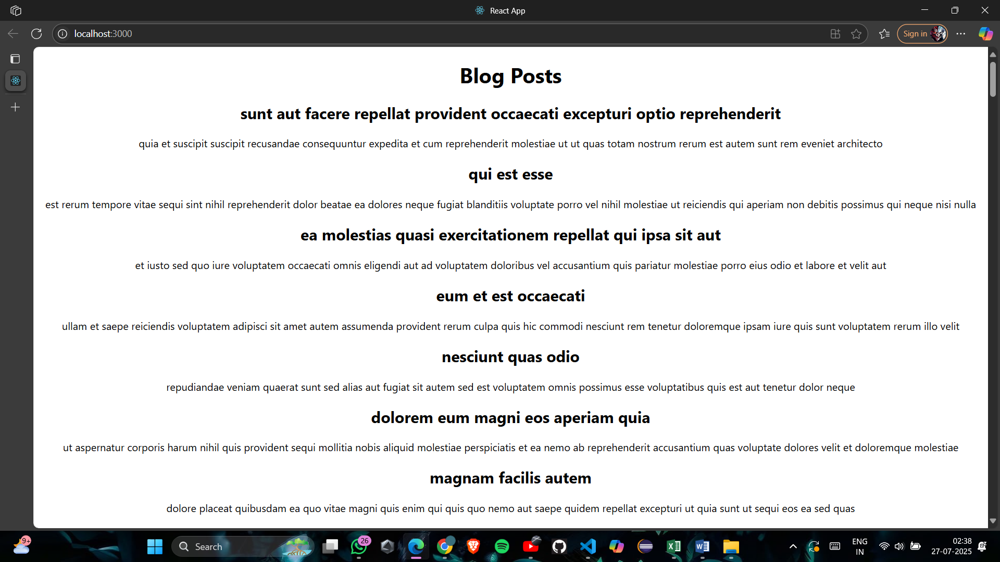 React App
localhost:3000
Sign in
Blog Posts
sunt aut facere repellat provident occaecati excepturi optio reprehenderit
quia et suscipit suscipit recusandae consequuntur expedita et cum reprehenderit molestiae ut ut quas totam nostrum rerum est autem sunt rem eveniet architecto
qui est esse
est rerum tempore vitae sequi sint nihil reprehenderit dolor beatae ea dolores neque fugiat blanditiis voluptate porro vel nihil molestiae ut reiciendis qui aperiam non debitis possimus qui neque nisi nulla
ea molestias quasi exercitationem repellat qui ipsa sit aut
et iusto sed quo iure voluptatem occaecati omnis eligendi aut ad voluptatem doloribus vel accusantium quis pariatur molestiae porro eius odio et labore et velit aut
eum et est occaecati
ullam et saepe reiciendis voluptatem adipisci sit amet autem assumenda provident rerum culpa quis hic commodi nesciunt rem tenetur doloremque ipsam iure quis sunt voluptatem rerum illo velit
nesciunt quas odio
repudiandae veniam quaerat sunt sed alias aut fugiat sit autem sed est voluptatem omnis possimus esse voluptatibus quis est aut tenetur dolor neque
dolorem eum magni eos aperiam quia
ut aspernatur corporis harum nihil quis provident sequi mollitia nobis aliquid molestiae perspiciatis et ea nemo ab reprehenderit accusantium quas voluptate dolores velit et doloremque molestiae
magnam facilis autem
dolore placeat quibusdam ea quo vitae magni quis enim qui quis quo nemo aut saepe quidem repellat excepturi ut quia sunt ut sequi eos ea sed quas
9+
Search
26
ENG
IN
02:38
27-07-2025